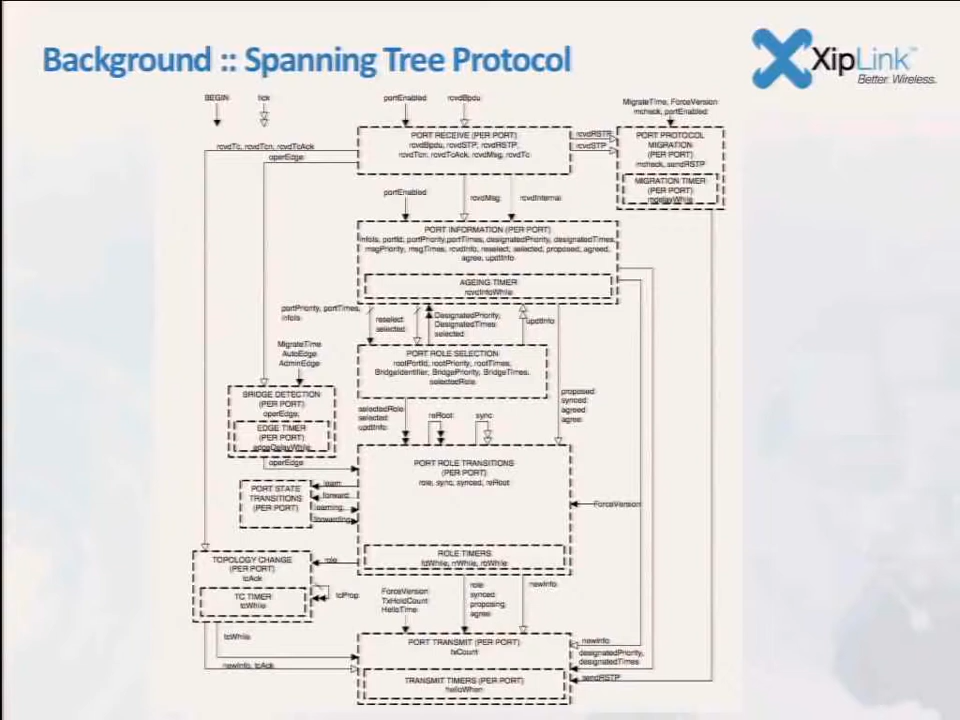 Background :: Spanning Tree Protocol
XipLink™
Better. Wireless.
BEGIN
tick
portEnabled
rcvdBpdu
MigrateTime, ForceVersion
mcheck, portEnabled
PORT RECEIVE (PER PORT)
rcvdBpdu, rcvdSTP, rcvdRSTP,
rcvdTcn, rcvdTcAck, rcvdMsg, rcvdTc
rcvdRSTP
rcvdSTP
PORT PROTOCOL
MIGRATION
(PER PORT)
mcheck, sendRSTP
MIGRATION TIMER
(PER PORT)
mdelayWhile
rcvdTc, rcvdTcn, rcvdTcAck
operEdge
portEnabled
rcvdMsg
rcvdInternal
PORT INFORMATION (PER PORT)
infoIs, portId, portPriority,portTimes, designatedPriority, designatedTimes,
msgPriority, msgTimes, rcvdInfo, reselect, selected, proposed, agreed,
agree, updtInfo
AGEING TIMER
rcvdInfoWhile
portPriority, portTimes,
infoIs
reselect
selected
DesignatedPriority,
DesignatedTimes
selected
updtInfo
MigrateTime
AutoEdge
AdminEdge
PORT ROLE SELECTION
rootPortId, rootPriority, rootTimes,
BridgeIdentifier, BridgePriority, BridgeTimes,
selectedRole
BRIDGE DETECTION
(PER PORT)
operEdge
EDGE TIMER
(PER PORT)
edgeDelayWhile
selectedRole,
selected
updtInfo
reRoot
sync
proposed
synced
agreed
agree
operEdge
PORT ROLE TRANSITIONS
(PER PORT)
role, sync, synced, reRoot
PORT STATE
TRANSITIONS
(PER PORT)
learn
forward
learning
forwarding
ForceVersion
ROLE TIMERS
fdWhile, rrWhile, rbWhile
TOPOLOGY CHANGE
(PER PORT)
tcAck
TC TIMER
tcWhile
role
tcProp
ForceVersion
TxHoldCount
HelloTime
role
synced
proposing
agree
newInfo
tcWhile
newInfo, tcAck
PORT TRANSMIT (PER PORT)
txCount
TRANSMIT TIMERS (PER PORT)
helloWhen
newInfo
designatedPriority,
designatedTimes
sendRSTP